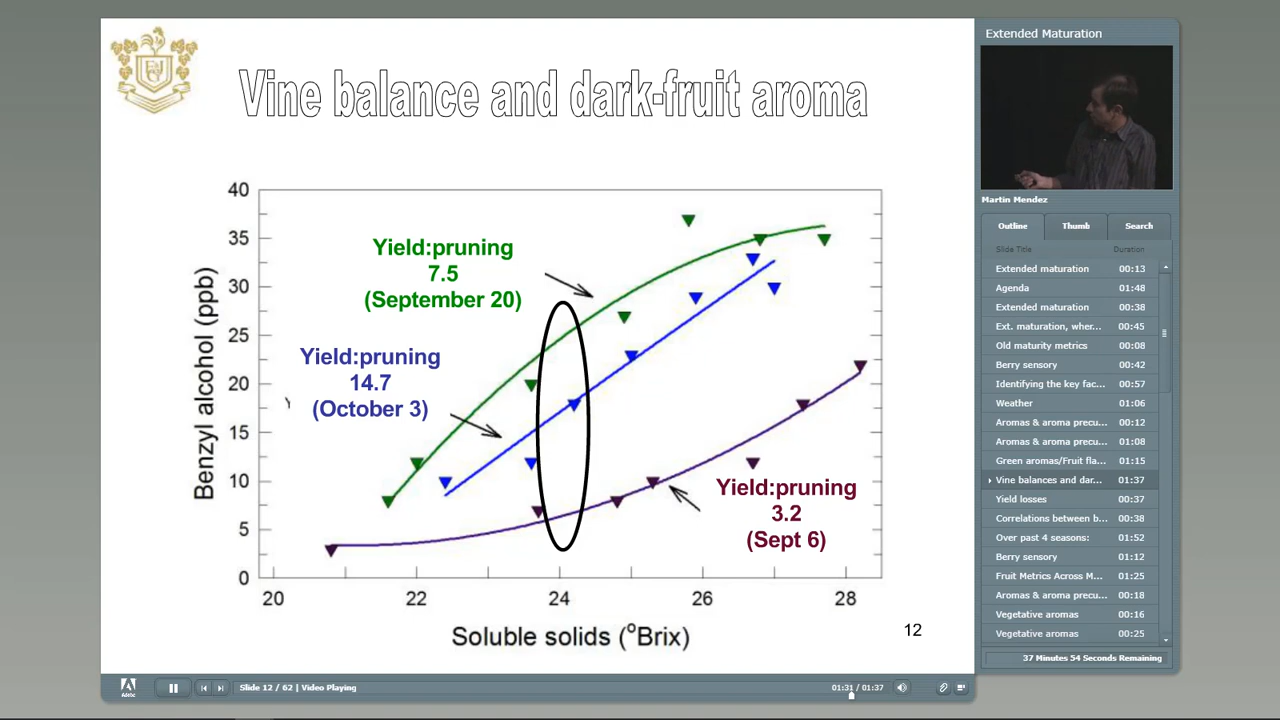 Vine balance and dark-fruit aroma
40
35
30
25
20
15
10
5
0
Benzyl alcohol (ppb)
Yield:pruning
7.5
(September 20)
Yield:pruning
14.7
(October 3)
Yield:pruning
3.2
(Sept 6)
20
22
24
26
28
Soluble solids (°Brix)
12
Extended Maturation
Martin Mendez
Outline
Thumb
Search
Slide Title Duration
Extended maturation 00:13
Agenda 01:48
Extended maturation 00:38
Ext. maturation, wher... 00:45
Old maturity metrics 00:08
Berry sensory 00:42
Identifying the key fac... 00:57
Weather 01:06
Aromas & aroma precu... 00:12
Aromas & aroma precu... 01:08
Green aromas/Fruit fla... 01:15
Vine balances and dar... 01:37
Yield losses 00:37
Correlations between b... 00:38
Over past 4 seasons: 01:52
Berry sensory 01:12
Fruit Metrics Across M... 01:25
Aromas & aroma precu... 00:18
Vegetative aromas 00:16
Vegetative aromas 00:25
37 Minutes 54 Seconds Remaining
Adobe
Slide 12 / 62 | Video Playing
01:31 / 01:37